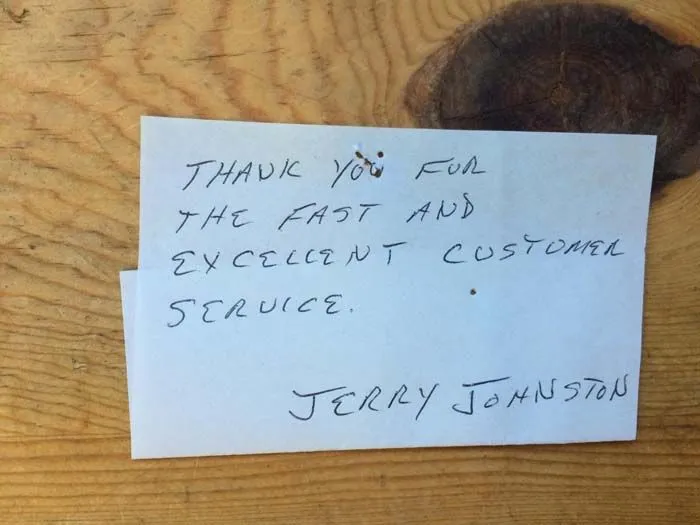 THANK YOU FOR
THE FAST AND
EXCELLENT CUSTOMER
SERVICE.
JERRY JOHNSTON